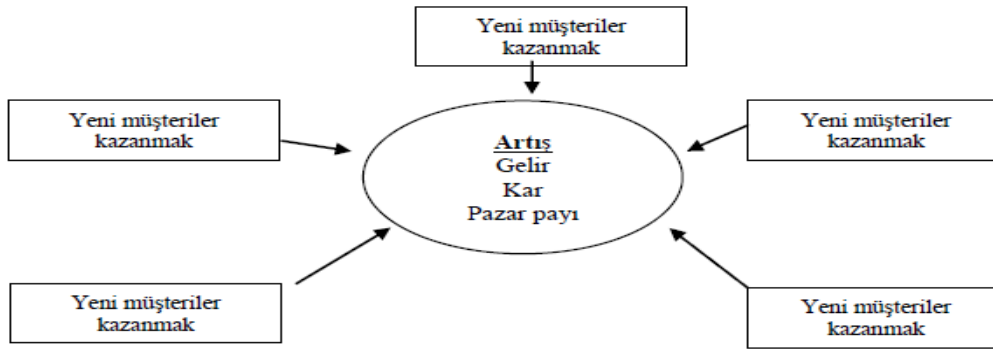 Yeni müşteriler
kazanmak
Yeni müşteriler
kazanmak
Yeni müşteriler
kazanmak
Artış
Gelir
Kar
Pazar payı
Yeni müşteriler
kazanmak
Yeni müşteriler
kazanmak